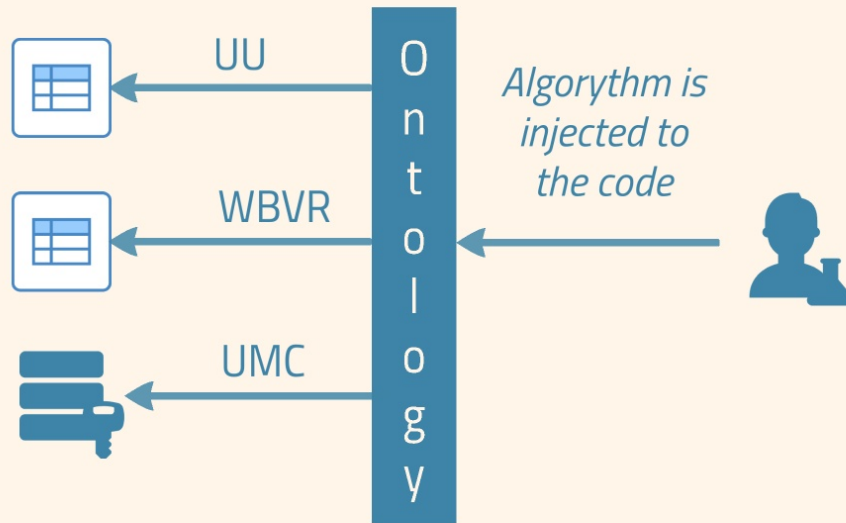 UU
WBVR
UMC
Ontology
Algorythm is
injected to
the code